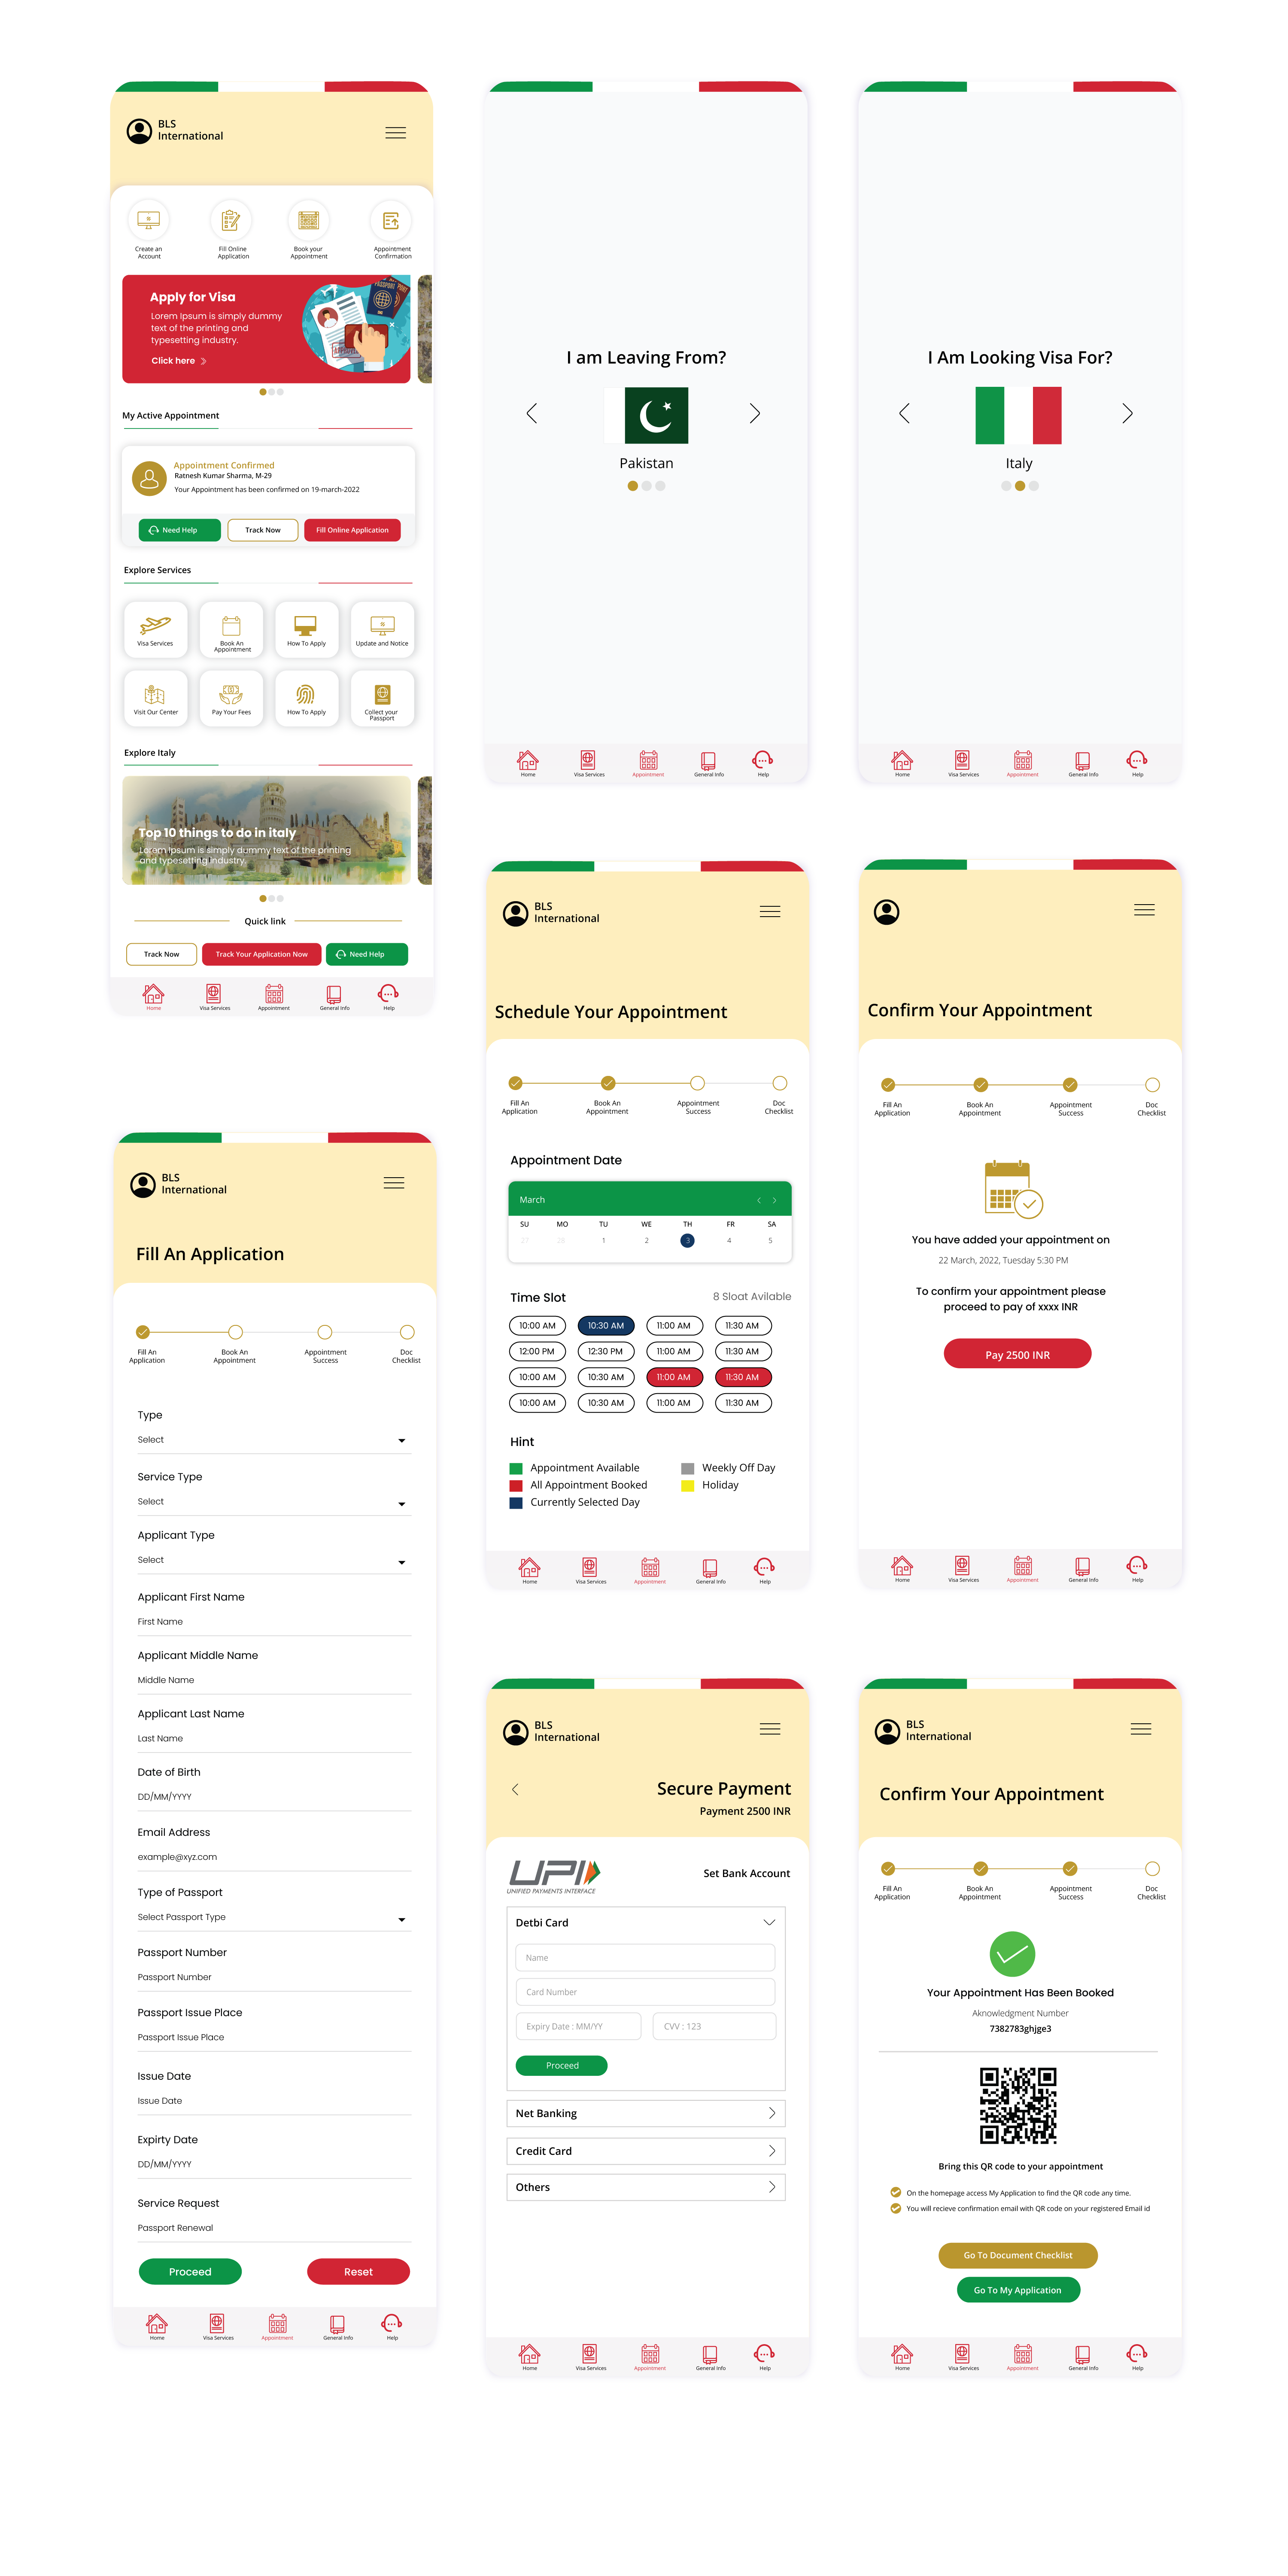 BLS
International
Create an
Account
Fill Online
Application
Book your
Appointment
Appointment
Confirmation
Apply for Visa
Lorem Ipsum is simply dummy
text of the printing and
typesetting industry.
Click here
My Active Appointment
Appointment Confirmed
Ratnesh Kumar Sharma, M-29
Your Appointment has been confirmed on 19-march-2022
Need Help
Track Now
Fill Online Application
Explore Services
Visa Services
Book An
Appointment
How To Apply
Update and Notice
Visit Our Center
Pay Your Fees
How To Apply
Collect your
Passport
Explore Italy
Top 10 things to do in italy
Lorem Ipsum is simply dummy text of the printing
and typesetting industry.
Quick link
Track Now
Track Your Application Now
Need Help
Home
Visa Services
Appointment
General Info
Help
I am Leaving From?
Pakistan
Home
Visa Services
Appointment
General Info
Help
I Am Looking Visa For?
Italy
Home
Visa Services
Appointment
General Info
Help
BLS
International
Fill An Application
Fill An
Application
Book An
Appointment
Appointment
Success
Doc
Checklist
Type
Select
Service Type
Select
Applicant Type
Select
Applicant First Name
First Name
Applicant Middle Name
Middle Name
Applicant Last Name
Last Name
Date of Birth
DD/MM/YYYY
Email Address
example@xyz.com
Type of Passport
Select Passport Type
Passport Number
Passport Number
Passport Issue Place
Passport Issue Place
Issue Date
Issue Date
Expirty Date
DD/MM/YYYY
Service Request
Passport Renewal
Proceed
Reset
Home
Visa Services
Appointment
General Info
Help
BLS
International
Schedule Your Appointment
Fill An
Application
Book An
Appointment
Appointment
Success
Doc
Checklist
Appointment Date
March
SU MO TU WE TH FR SA
27 28 1 2 3 4 5
Time Slot
8 Sloat Avilable
10:00 AM 10:30 AM 11:00 AM 11:30 AM
12:00 PM 12:30 PM 11:00 AM 11:30 AM
10:00 AM 10:30 AM 11:00 AM 11:30 AM
10:00 AM 10:30 AM 11:00 AM 11:30 AM
Hint
Appointment Available
Weekly Off Day
All Appointment Booked
Holiday
Currently Selected Day
Home
Visa Services
Appointment
General Info
Help
Confirm Your Appointment
Fill An
Application
Book An
Appointment
Appointment
Success
Doc
Checklist
You have added your appointment on
22 March, 2022, Tuesday 5:30 PM
To confirm your appointment please
proceed to pay of xxxx INR
Pay 2500 INR
Home
Visa Services
Appointment
General Info
Help
BLS
International
Secure Payment
Payment 2500 INR
UPI
UNIFIED PAYMENTS INTERFACE
Set Bank Account
Detbi Card
Name
Card Number
Expiry Date : MM/YY
CVV : 123
Proceed
Net Banking
Credit Card
Others
Home
Visa Services
Appointment
General Info
Help
BLS
International
Confirm Your Appointment
Fill An
Application
Book An
Appointment
Appointment
Success
Doc
Checklist
Your Appointment Has Been Booked
Aknowledgment Number
7382783ghjge3
Bring this QR code to your appointment
On the homepage access My Application to find the QR code any time.
You will recieve confirmation email with QR code on your registered Email id
Go To Document Checklist
Go To My Application
Home
Visa Services
Appointment
General Info
Help